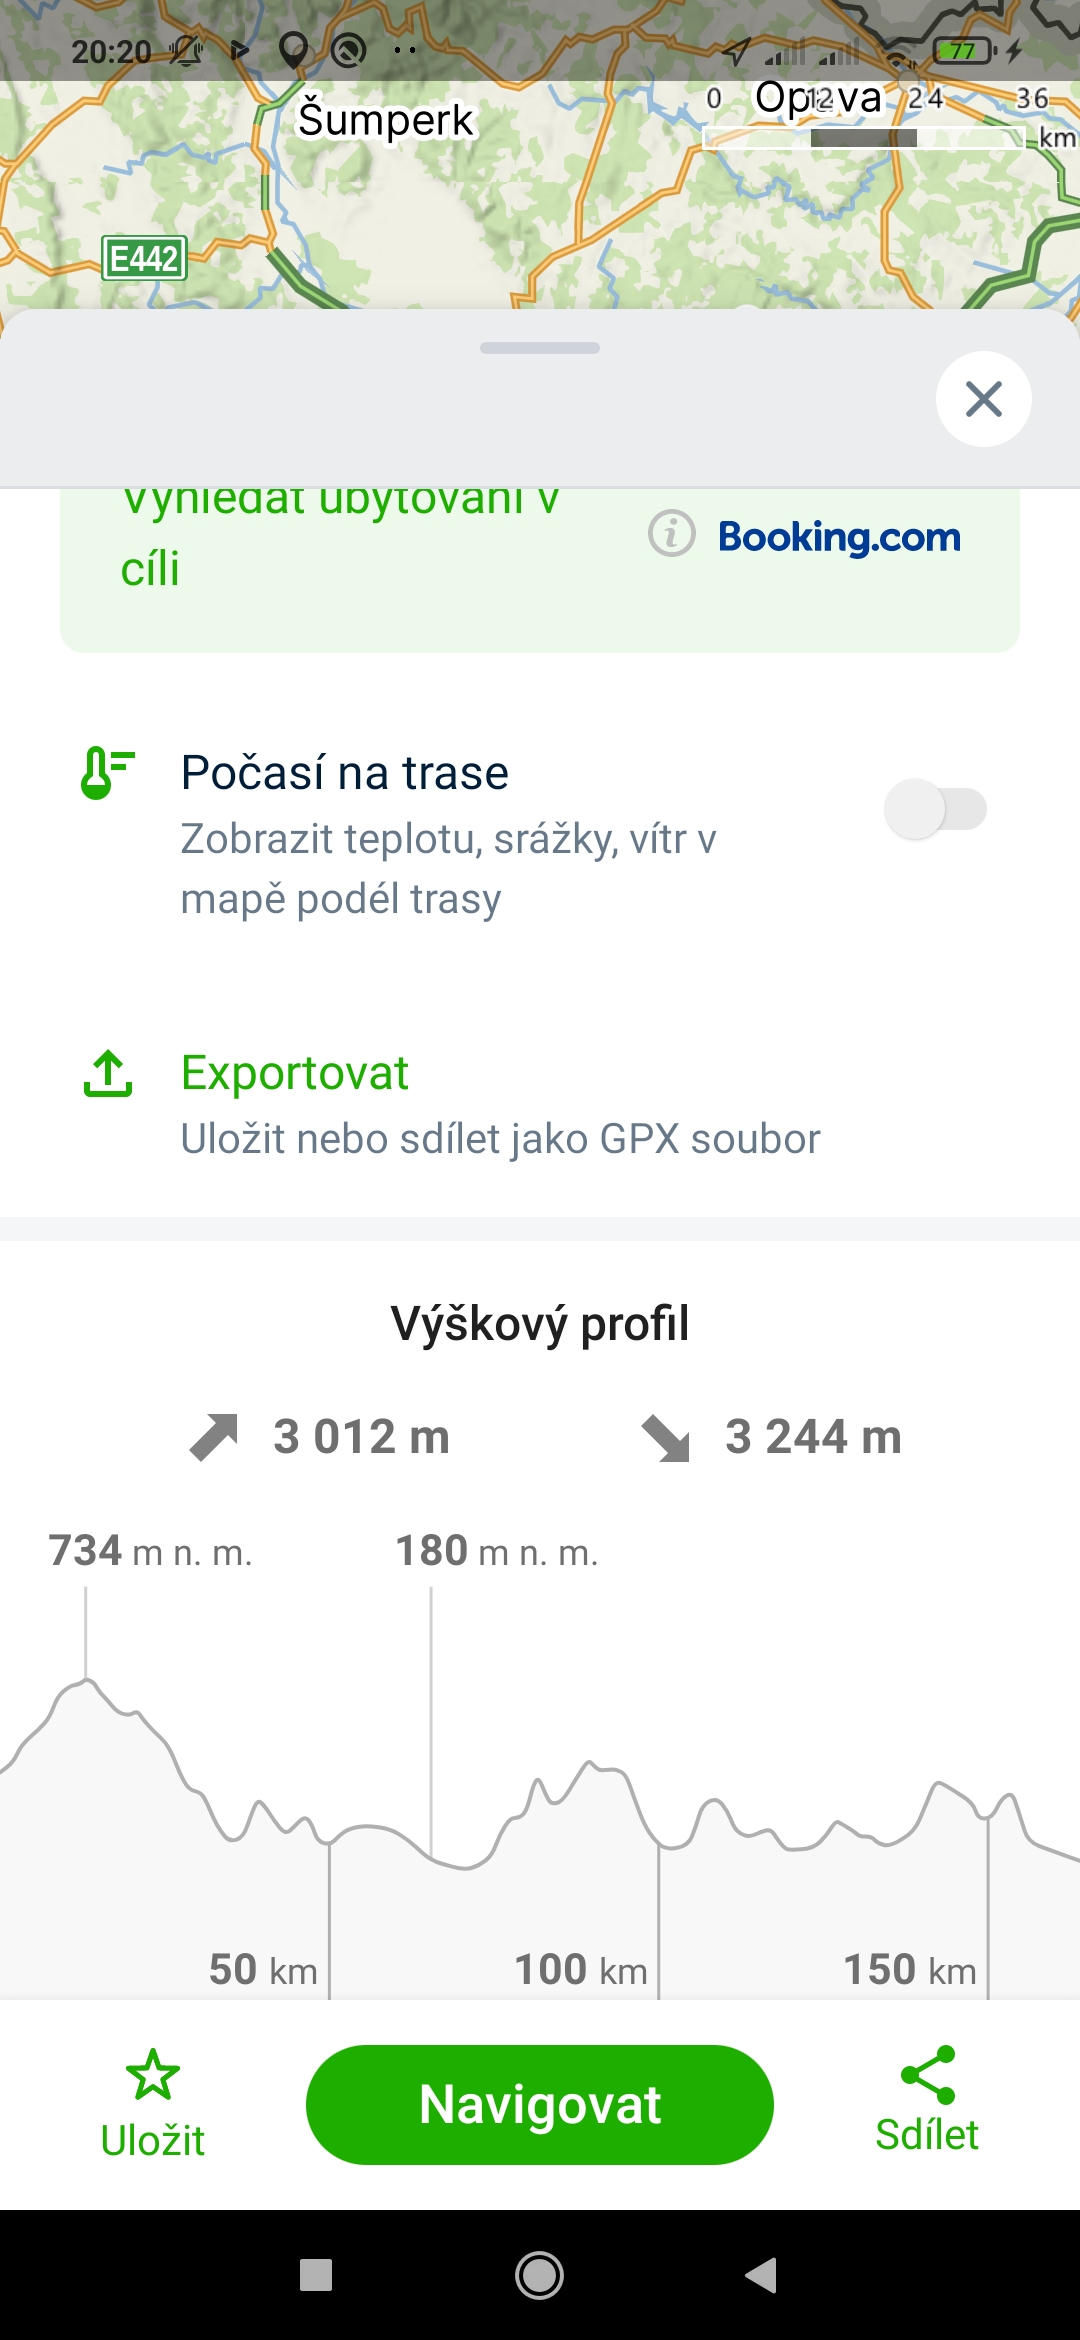 20:20
77
Šumperk
0 12 24 36
Opava
km
E442
Vyhledat ubytování v
cíli
Booking.com
Počasí na trase
Zobrazit teplotu, srážky, vítr v
mapě podél trasy
Exportovat
Uložit nebo sdílet jako GPX soubor
Výškový profil
3 012 m
3 244 m
734 m n. m.
180 m n. m.
50 km
100 km
150 km
Uložit
Navigovat
Sdílet